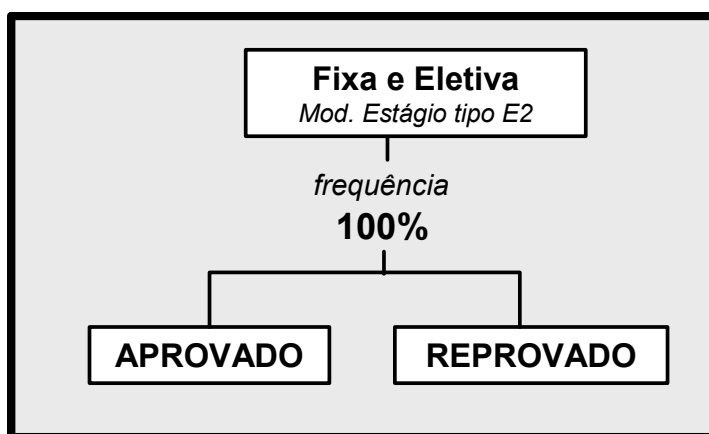 Fixa e Eletiva
Mod. Estágio tipo E2
frequência
100%
APROVADO
REPROVADO